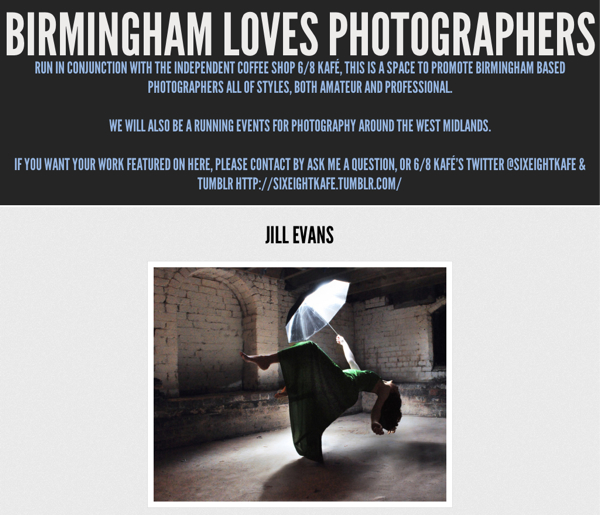 BIRMINGHAM LOVES PHOTOGRAPHERS
RUN IN CONJUNCTION WITH THE INDEPENDENT COFFEE SHOP 6/8 KAFÉ, THIS IS A SPACE TO PROMOTE BIRMINGHAM BASED
PHOTOGRAPHERS ALL OF STYLES, BOTH AMATEUR AND PROFESSIONAL.
WE WILL ALSO BE A RUNNING EVENTS FOR PHOTOGRAPHY AROUND THE WEST MIDLANDS.
IF YOU WANT YOUR WORK FEATURED ON HERE, PLEASE CONTACT BY ASK ME A QUESTION, OR 6/8 KAFÉ'S TWITTER @SIXEIGHTKAFE &
TUMBLR HTTP://SIXEIGHTKAFE.TUMBLR.COM/
JILL EVANS